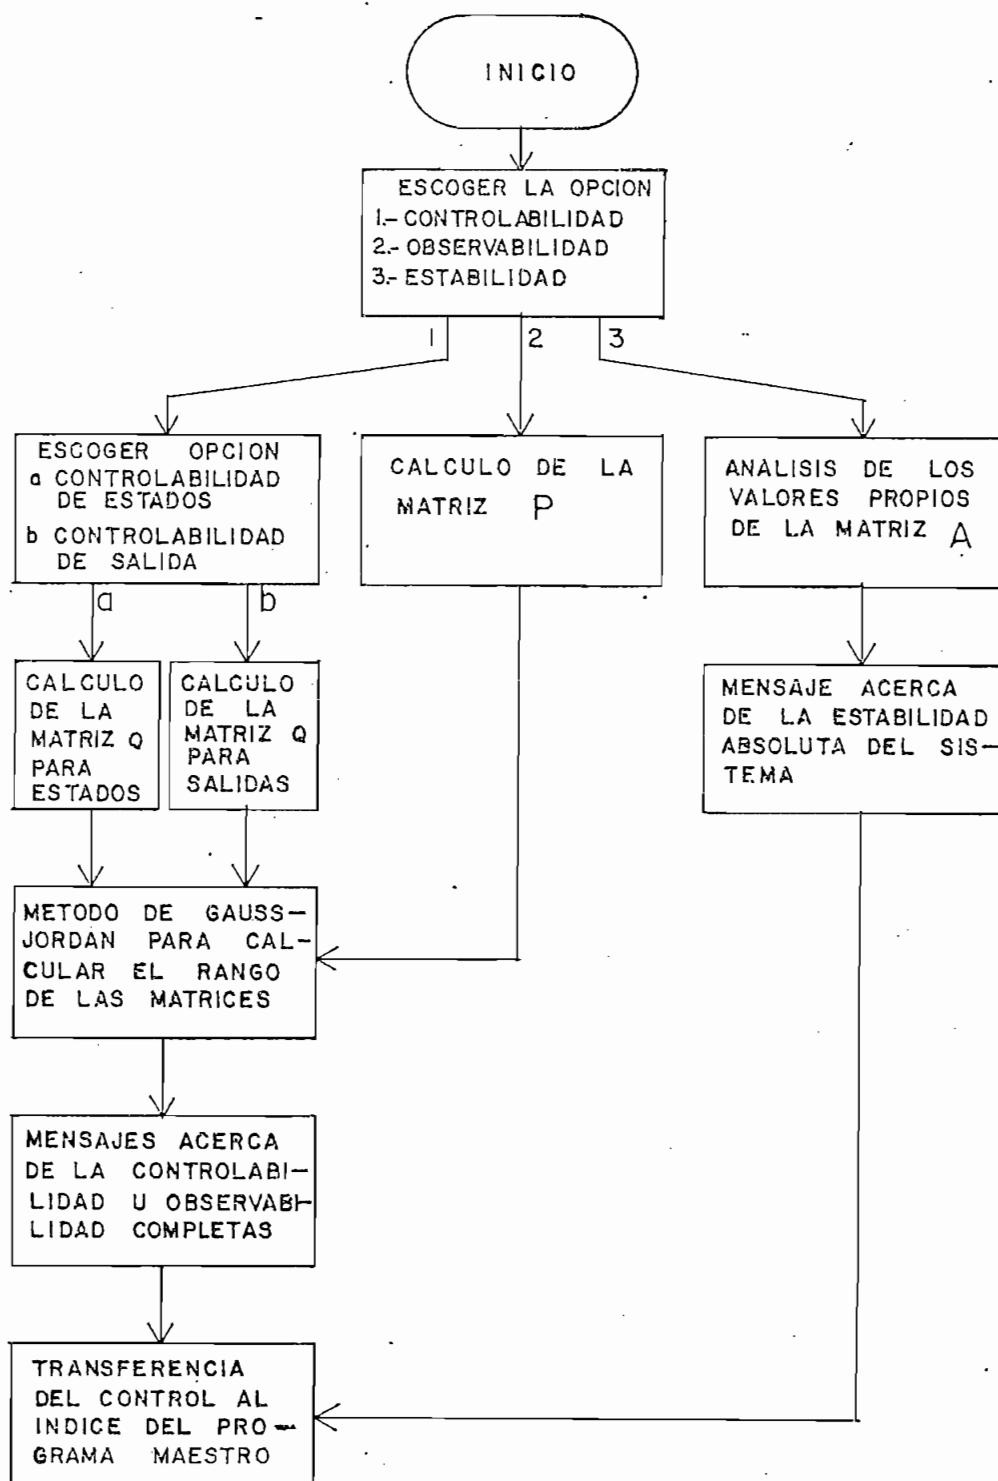 INICIO
ESCOGER LA OPCION
1.- CONTROLABILIDAD
2.- OBSERVABILIDAD
3.- ESTABILIDAD
1
2
3
ESCOGER OPCION
a CONTROLABILIDAD
DE ESTADOS
b CONTROLABILIDAD
DE SALIDA
CALCULO DE LA
MATRIZ P
ANALISIS DE LOS
VALORES PROPIOS
DE LA MATRIZ A
a
b
CALCULO
DE LA
MATRIZ Q
PARA
ESTADOS
CALCULO
DE LA
MATRIZ Q
PARA
SALIDAS
MENSAJE ACERCA
DE LA ESTABILIDAD
ABSOLUTA DEL SIS-
TEMA
METODO DE GAUSS-
JORDAN PARA CAL-
CULAR EL RANGO
DE LAS MATRICES
MENSAJES ACERCA
DE LA CONTROLABI-
LIDAD U OBSERVABI-
LIDAD COMPLETAS
TRANSFERENCIA
DEL CONTROL AL
INDICE DEL PRO-
GRAMA MAESTRO